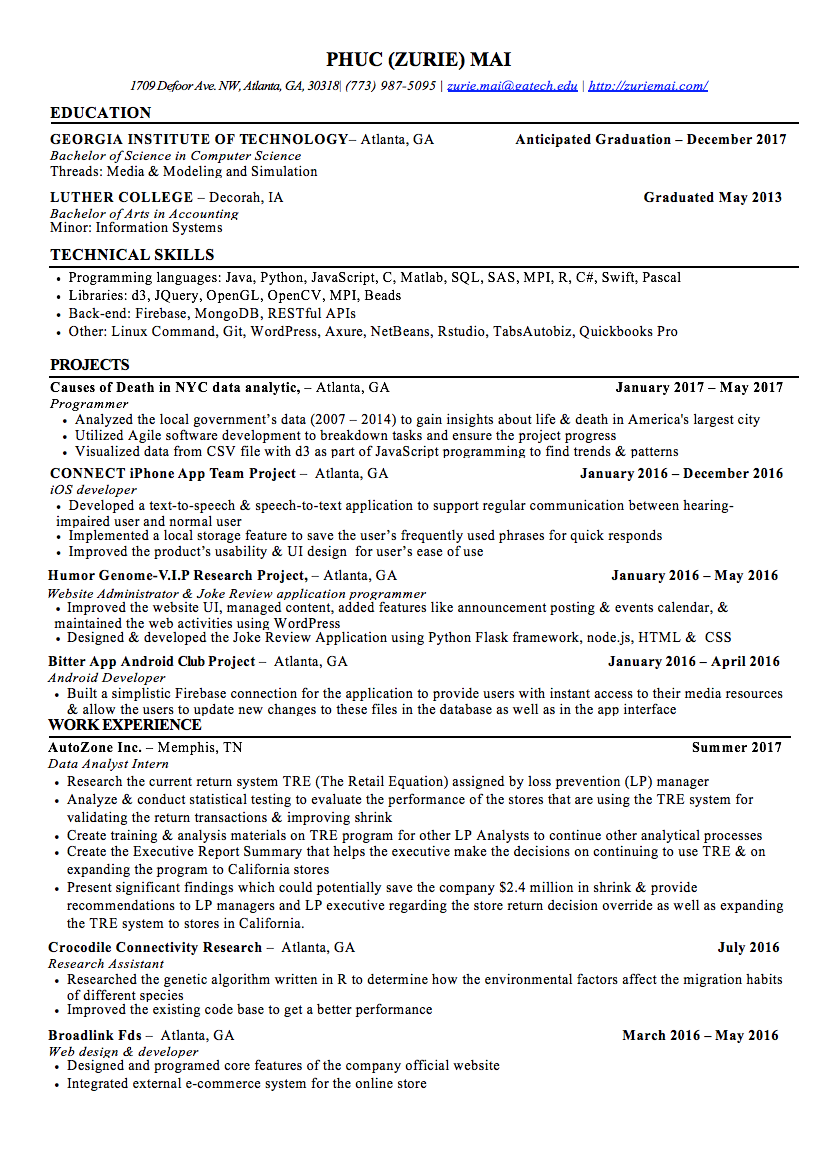 PHUC (ZURIE) MAI
1709 Defoor Ave. NW, Atlanta, GA, 30318| (773) 987-5095 | zurie.mai@gatech.edu | http://zuriemai.com/
EDUCATION
GEORGIA INSTITUTE OF TECHNOLOGY– Atlanta, GA Anticipated Graduation – December 2017
Bachelor of Science in Computer Science
Threads: Media & Modeling and Simulation
LUTHER COLLEGE – Decorah, IA Graduated May 2013
Bachelor of Arts in Accounting
Minor: Information Systems
TECHNICAL SKILLS
• Programming languages: Java, Python, JavaScript, C, Matlab, SQL, SAS, MPI, R, C#, Swift, Pascal
• Libraries: d3, JQuery, OpenGL, OpenCV, MPI, Beads
• Back-end: Firebase, MongoDB, RESTful APIs
• Other: Linux Command, Git, WordPress, Axure, NetBeans, Rstudio, TabsAutobiz, Quickbooks Pro
PROJECTS
Causes of Death in NYC data analytic, – Atlanta, GA January 2017 – May 2017
Programmer
• Analyzed the local government’s data (2007 – 2014) to gain insights about life & death in America's largest city
• Utilized Agile software development to breakdown tasks and ensure the project progress
• Visualized data from CSV file with d3 as part of JavaScript programming to find trends & patterns
CONNECT iPhone App Team Project – Atlanta, GA January 2016 – December 2016
iOS developer
• Developed a text-to-speech & speech-to-text application to support regular communication between hearing-
impaired user and normal user
• Implemented a local storage feature to save the user’s frequently used phrases for quick responds
• Improved the product’s usability & UI design for user’s ease of use
Humor Genome-V.I.P Research Project, – Atlanta, GA January 2016 – May 2016
Website Administrator & Joke Review application programmer
• Improved the website UI, managed content, added features like announcement posting & events calendar, &
maintained the web activities using WordPress
• Designed & developed the Joke Review Application using Python Flask framework, node.js, HTML & CSS
Bitter App Android Club Project – Atlanta, GA January 2016 – April 2016
Android Developer
• Built a simplistic Firebase connection for the application to provide users with instant access to their media resources
& allow the users to update new changes to these files in the database as well as in the app interface
WORK EXPERIENCE
AutoZone Inc. – Memphis, TN Summer 2017
Data Analyst Intern
• Research the current return system TRE (The Retail Equation) assigned by loss prevention (LP) manager
• Analyze & conduct statistical testing to evaluate the performance of the stores that are using the TRE system for
validating the return transactions & improving shrink
• Create training & analysis materials on TRE program for other LP Analysts to continue other analytical processes
• Create the Executive Report Summary that helps the executive make the decisions on continuing to use TRE & on
expanding the program to California stores
• Present significant findings which could potentially save the company $2.4 million in shrink & provide
recommendations to LP managers and LP executive regarding the store return decision override as well as expanding
the TRE system to stores in California.
Crocodile Connectivity Research – Atlanta, GA July 2016
Research Assistant
• Researched the genetic algorithm written in R to determine how the environmental factors affect the migration habits
of different species
• Improved the existing code base to get a better performance
Broadlink Fds – Atlanta, GA March 2016 – May 2016
Web design & developer
• Designed and programed core features of the company official website
• Integrated external e-commerce system for the online store